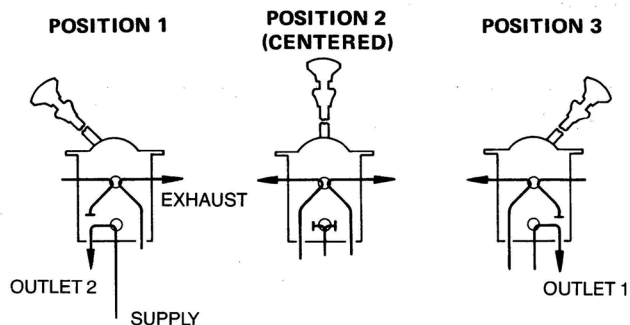 POSITION 1
POSITION 2
(CENTERED)
POSITION 3
EXHAUST
OUTLET 2
SUPPLY
OUTLET 1